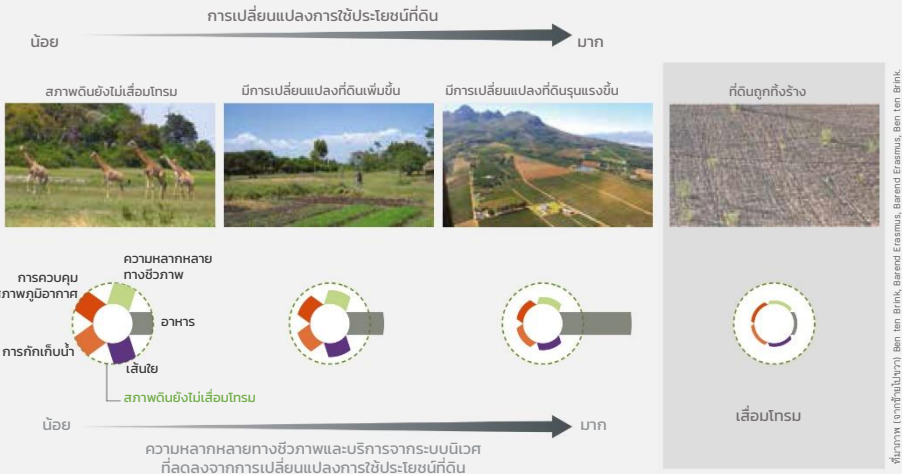 การเปลี่ยนแปลงการใช้ประโยชน์ที่ดิน
น้อย
มาก
สภาพดินยังไม่เสื่อมโทรม
มีการเปลี่ยนแปลงที่ดินเพิ่มขึ้น
มีการเปลี่ยนแปลงที่ดินรุนแรงขึ้น
ที่ดินถูกทิ้งร้าง
ความหลากหลาย
ทางชีวภาพ
การควบคุม
สภาพภูมิอากาศ
อาหาร
การกักเก็บน้ำ
เส้นใย
สภาพดินยังไม่เสื่อมโทรม
น้อย
มาก
เสื่อมโทรม
ความหลากหลายทางชีวภาพและบริการจากระบบนิเวศ
ที่ลดลงจากการเปลี่ยนแปลงการใช้ประโยชน์ที่ดิน
ที่มาภาพ (จากซ้ายไปขวา) Ben ten Brink, Barend Erasmus, Barend Erasmus, Ben ten Brink.